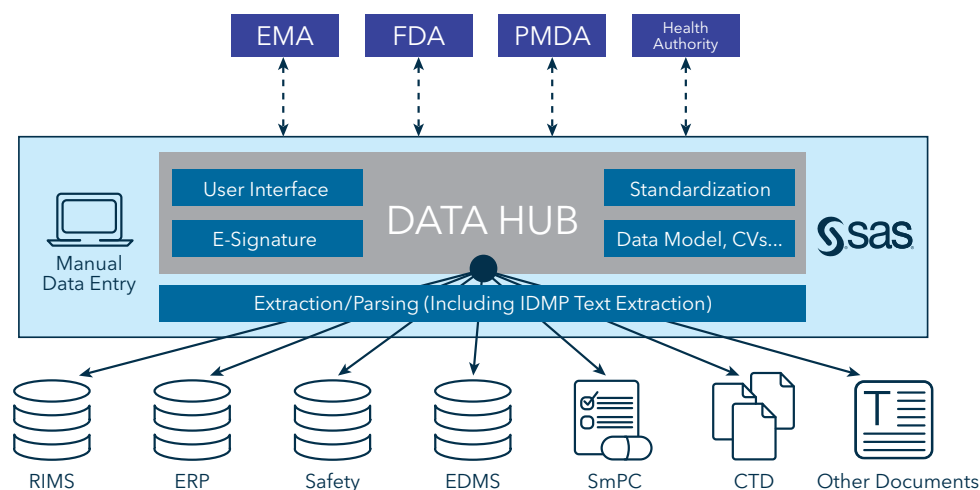 EMA
FDA
PMDA
Health
Authority
User Interface
E-Signature
DATA HUB
Standardization
Data Model, CVs...
Manual
Data Entry
sas
Extraction/Parsing (Including IDMP Text Extraction)
T
RIMS
ERP
Safety
EDMS
SmPC
CTD
Other Documents